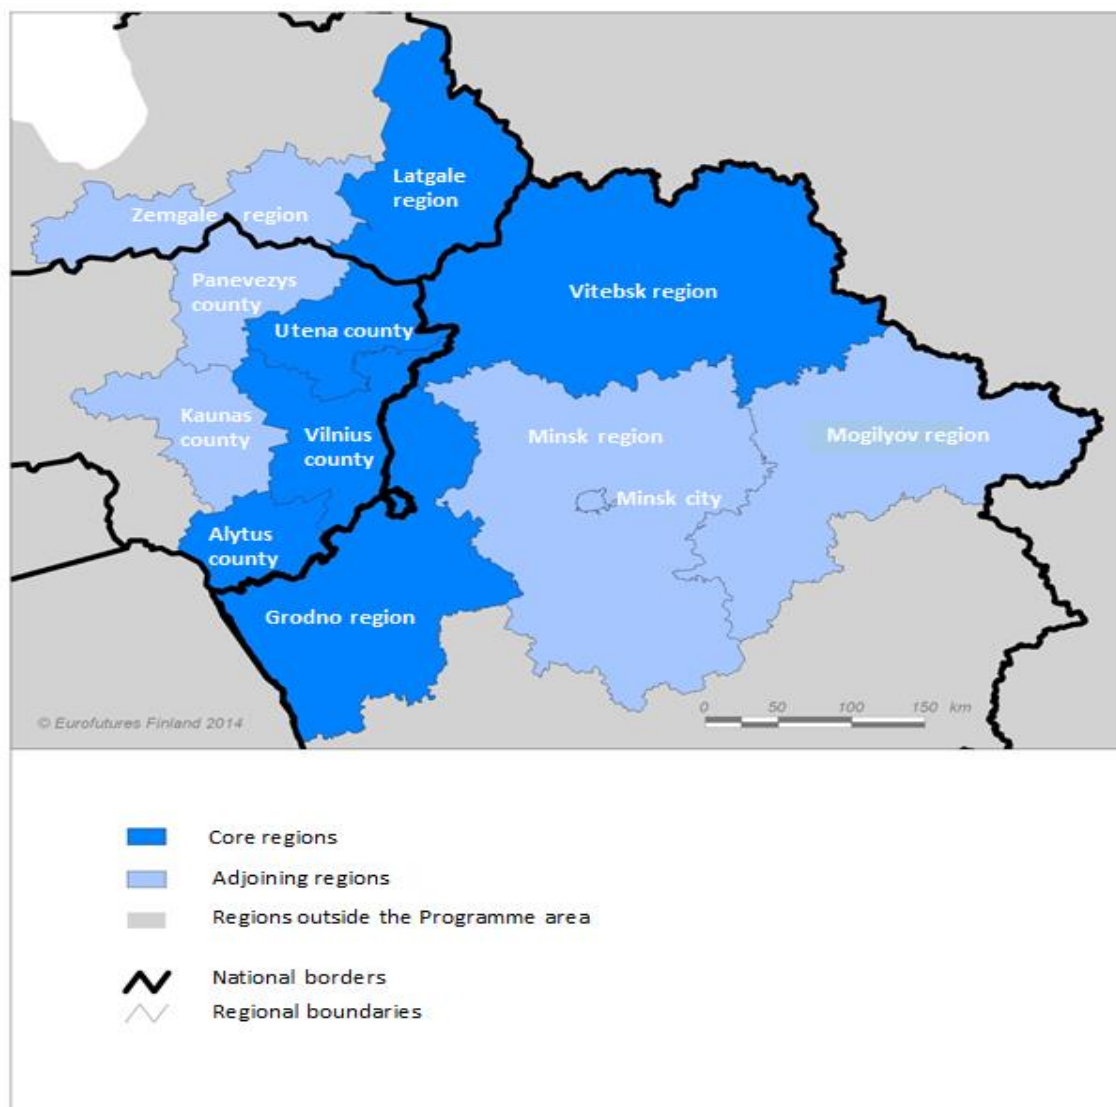 Latgale
region
Zemgale region
Panevezys
county
Vitebsk region
Utena county
Kaunas
county
Vilnius
county
Minsk region
Mogilyov region
Minsk city
Alytus
county
Grodno region
© Eurofutures Finland 2014
0 50 100 150 km
Core regions
Adjoining regions
Regions outside the Programme area
National borders
Regional boundaries